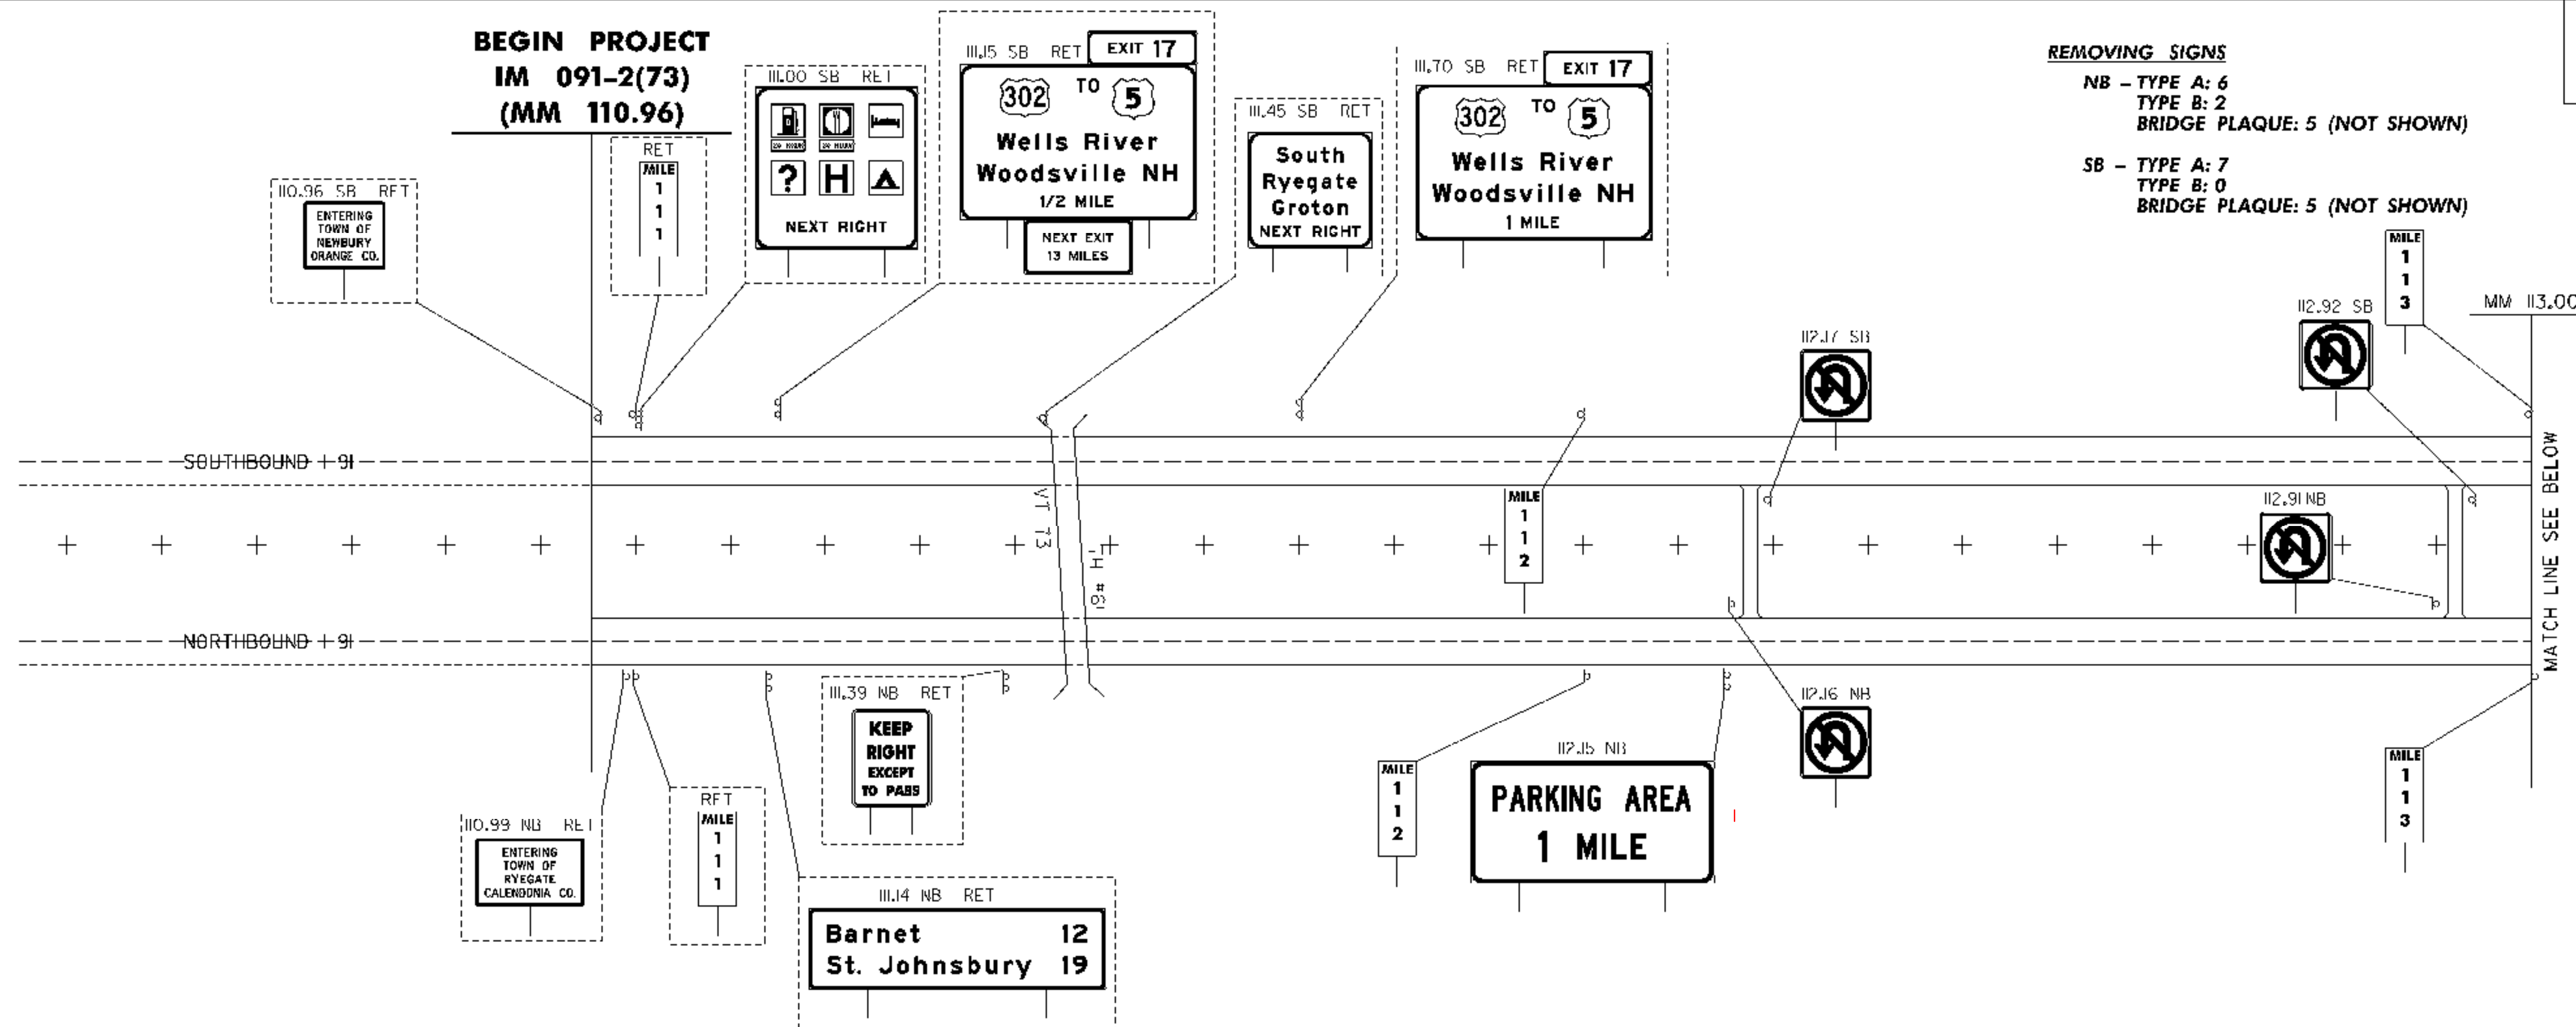 BEGIN PROJECT
IM 091-2(73)
(MM 110.96)
110.96 SB RET
ENTERING
TOWN OF
NEWBURY
ORANGE CO.
RET
MILE
1
1
1
111.00 SB RET
24 HOUR
24 HOUR
?
H
NEXT RIGHT
111.15 SB RET
EXIT 17
302 TO 5
Wells River
Woodsville NH
1/2 MILE
NEXT EXIT
13 MILES
111.45 SB RET
South
Ryegate
Groton
NEXT RIGHT
111.70 SB RET
EXIT 17
302 TO 5
Wells River
Woodsville NH
1 MILE
REMOVING SIGNS
NB - TYPE A: 6
TYPE B: 2
BRIDGE PLAQUE: 5 (NOT SHOWN)
SB - TYPE A: 7
TYPE B: 0
BRIDGE PLAQUE: 5 (NOT SHOWN)
MILE
1
1
3
MM 113.00
112.92 SB
112.17 SB
SOUTHBOUND I 91
VT 73
TH #61
MILE
1
1
2
112.91 NB
MATCH LINE SEE BELOW
NORTHBOUND I 91
111.39 NB RET
KEEP
RIGHT
EXCEPT
TO PASS
110.99 NB RET
ENTERING
TOWN OF
RYEGATE
CALENDONIA CO.
RET
MILE
1
1
1
111.14 NB RET
Barnet 12
St. Johnsbury 19
MILE
1
1
2
112.15 NB
PARKING AREA
1 MILE
112.16 NB
MILE
1
1
3